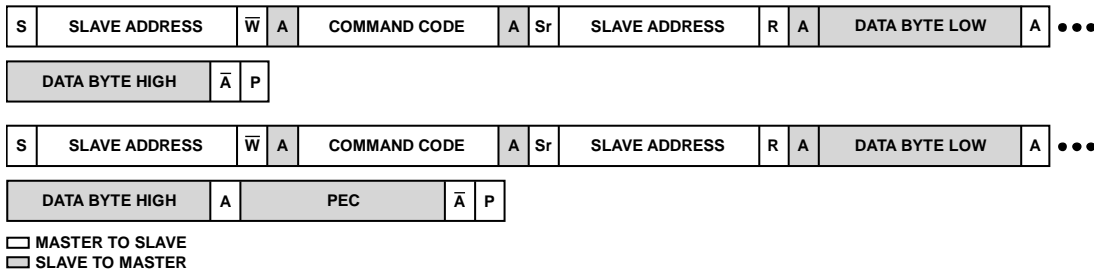 S SLAVE ADDRESS W̅ A COMMAND CODE A Sr SLAVE ADDRESS R A DATA BYTE LOW A •••
DATA BYTE HIGH A̅ P
S SLAVE ADDRESS W̅ A COMMAND CODE A Sr SLAVE ADDRESS R A DATA BYTE LOW A •••
DATA BYTE HIGH A PEC A̅ P
MASTER TO SLAVE
SLAVE TO MASTER